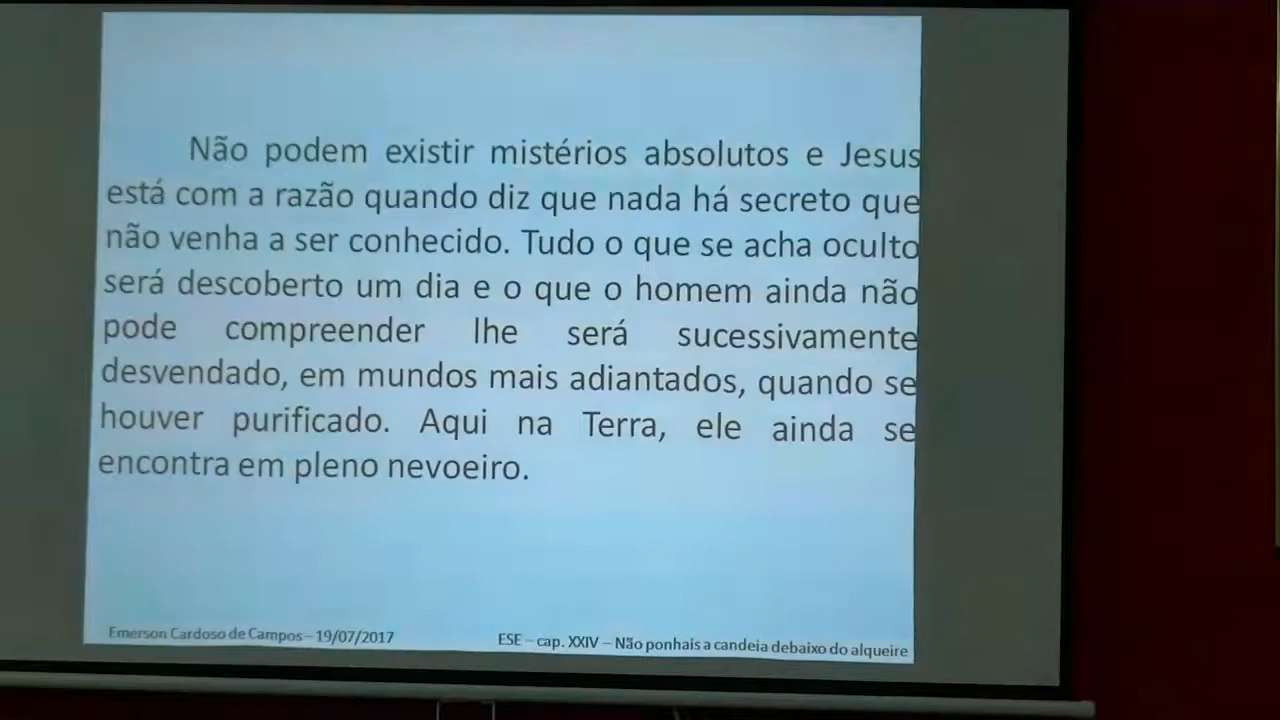 Não podem existir mistérios absolutos e Jesus
está com a razão quando diz que nada há secreto que
não venha a ser conhecido. Tudo o que se acha oculto
será descoberto um dia e o que o homem ainda não
pode compreender lhe será sucessivamente
desvendado, em mundos mais adiantados, quando se
houver purificado. Aqui na Terra, ele ainda se
encontra em pleno nevoeiro.
Emerson Cardoso de Campos – 19/07/2017
ESE – cap. XXIV – Não ponhais a candeia debaixo do alqueire